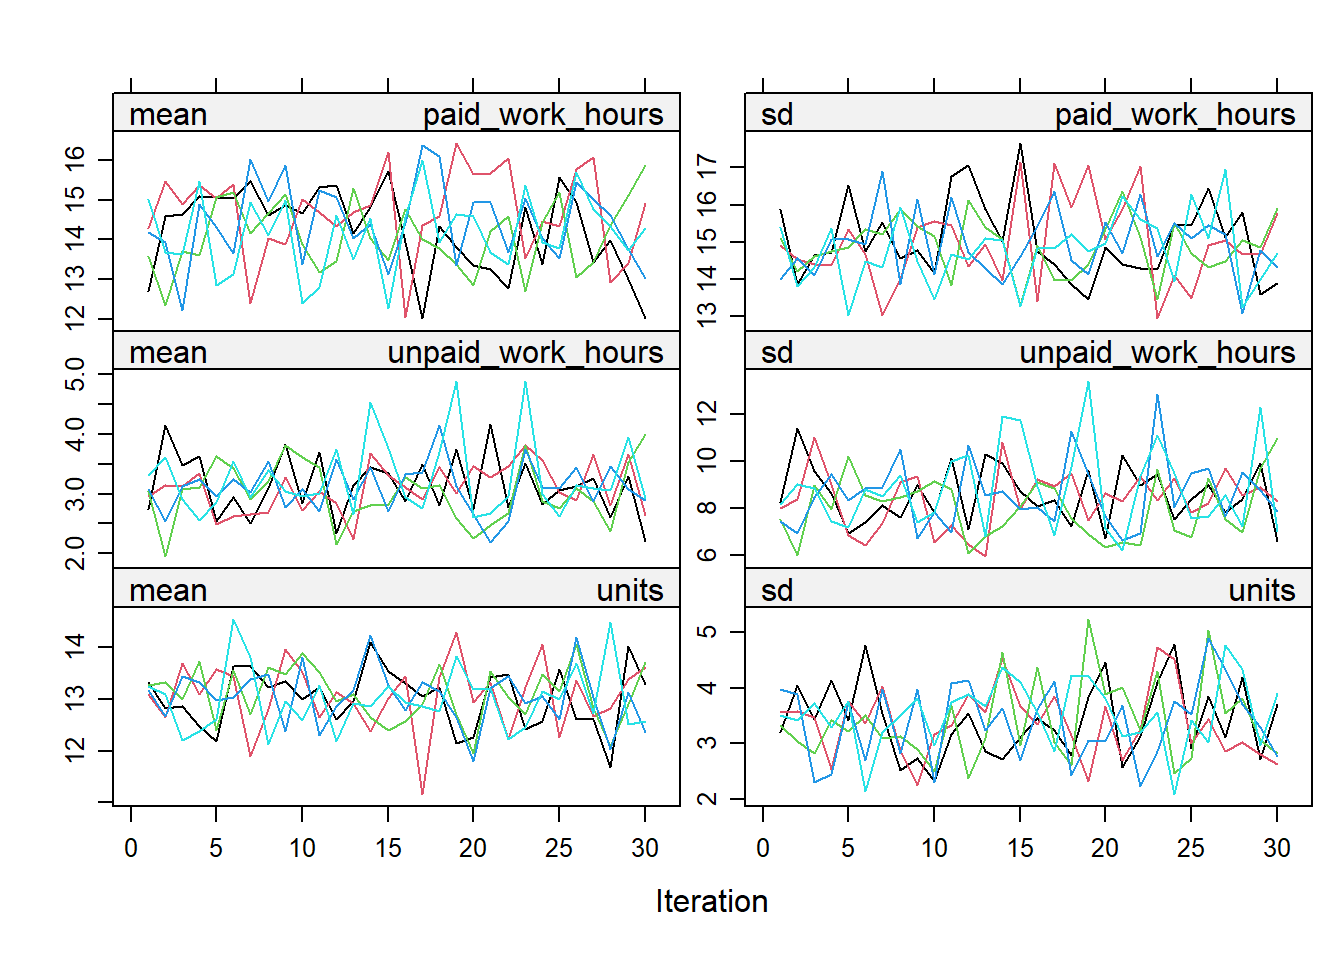 mean paid_work_hours
sd paid_work_hours
16
15
14
13
12
17
16
15
14
13
mean unpaid_work_hours
sd unpaid_work_hours
5.0
4.0
3.0
2.0
12
10
8
6
mean units
sd units
14
13
12
5
4
3
2
0 5 10 15 20 25 30
0 5 10 15 20 25 30
Iteration